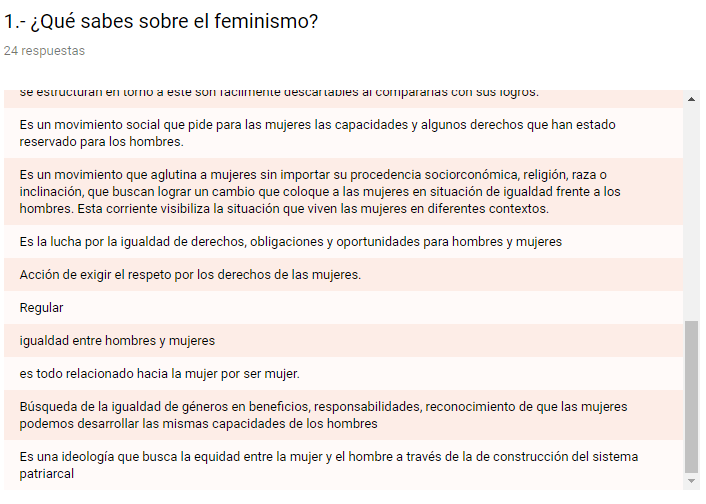 1.- ¿Qué sabes sobre el feminismo?
24 respuestas
se estructuran en torno a este son fácilmente descartables al compararlas con sus logros.
Es un movimiento social que pide para las mujeres las capacidades y algunos derechos que han estado
reservado para los hombres.
Es un movimiento que aglutina a mujeres sin importar su procedencia sociorconómica, religión, raza o
inclinación, que buscan lograr un cambio que coloque a las mujeres en situación de igualdad frente a los
hombres. Esta corriente visibiliza la situación que viven las mujeres en diferentes contextos.
Es la lucha por la igualdad de derechos, obligaciones y oportunidades para hombres y mujeres
Acción de exigir el respeto por los derechos de las mujeres.
Regular
igualdad entre hombres y mujeres
es todo relacionado hacia la mujer por ser mujer.
Búsqueda de la igualdad de géneros en beneficios, responsabilidades, reconocimiento de que las mujeres
podemos desarrollar las mismas capacidades de los hombres
Es una ideología que busca la equidad entre la mujer y el hombre a través de la de construcción del sistema
patriarcal